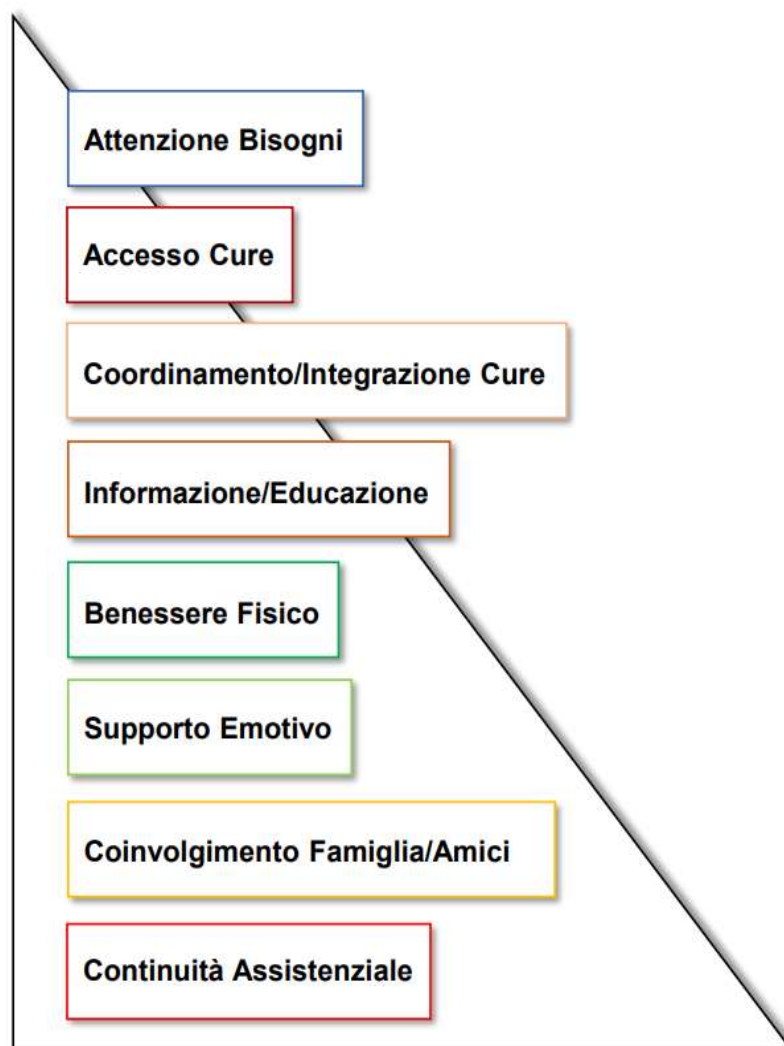 Attenzione Bisogni
Accesso Cure
Coordinamento/Integrazione Cure
Informazione/Educazione
Benessere Fisico
Supporto Emotivo
Coinvolgimento Famiglia/Amici
Continuità Assistenziale